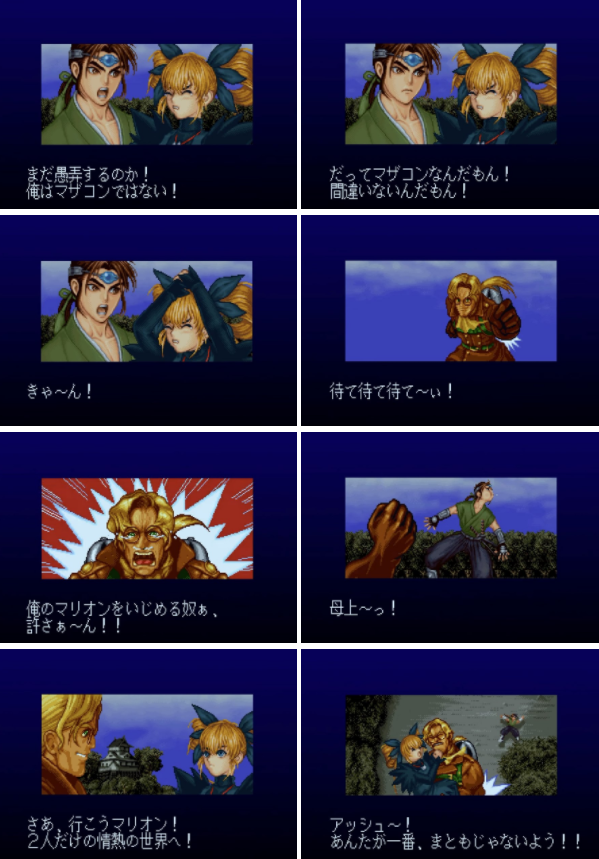 まだ愚弄するのか！
俺はマザコンではない！
だってマザコンなんだもん！
間違いないんだもん！
きゃ～ん！
待て待て待て～ぃ！
俺のマリオンをいじめる奴ぁ、
許さぁ～ん！！
母上～っ！
さあ、行こうマリオン！
２人だけの情熱の世界へ！
アッシュ～！
あんたが一番、まともじゃないよう！！